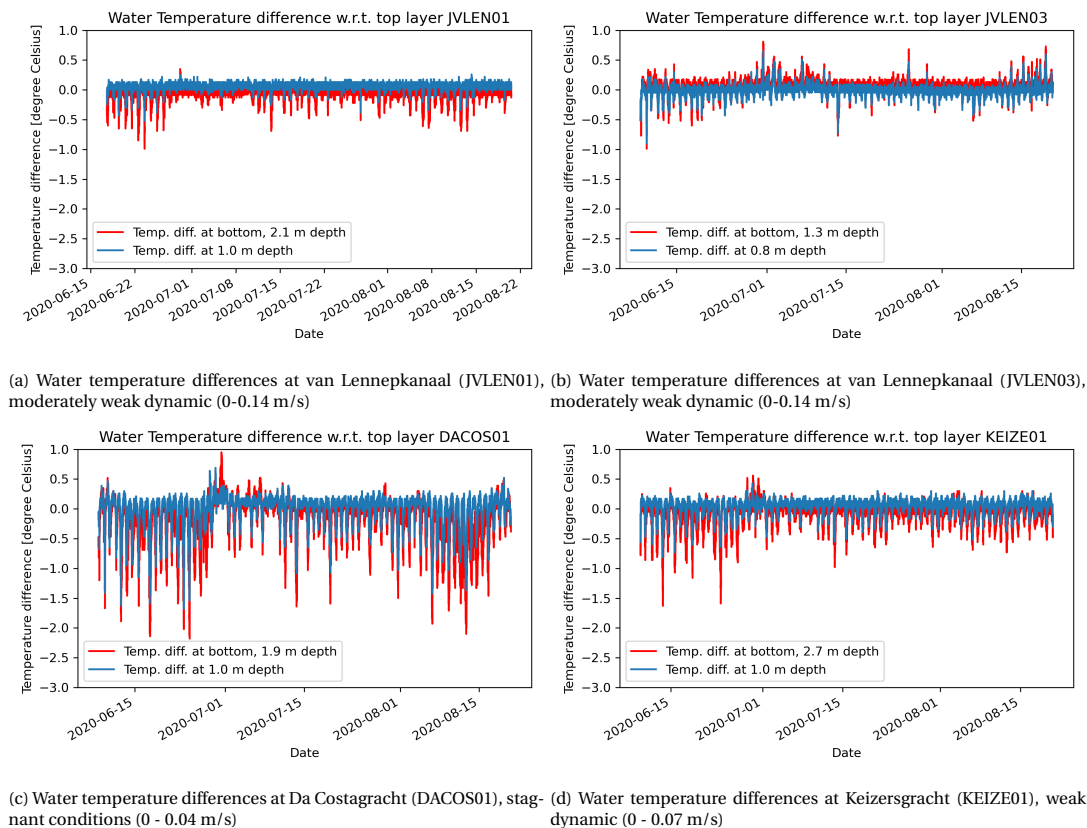 Water Temperature difference w.r.t. top layer JVLEN01
Temperature difference [degree Celsius]
1.0
0.5
0.0
−0.5
−1.0
−1.5
−2.0
−2.5
−3.0
Temp. diff. at bottom, 2.1 m depth
Temp. diff. at 1.0 m depth
2020-06-15
2020-06-22
2020-07-01
2020-07-08
2020-07-15
2020-07-22
2020-08-01
2020-08-08
2020-08-15
2020-08-22
Date
Water Temperature difference w.r.t. top layer JVLEN03
Temperature difference [degree Celsius]
1.0
0.5
0.0
−0.5
−1.0
−1.5
−2.0
−2.5
−3.0
Temp. diff. at bottom, 1.3 m depth
Temp. diff. at 0.8 m depth
2020-06-15
2020-07-01
2020-07-15
2020-08-01
2020-08-15
Date
(a) Water temperature differences at van Lennepkanaal (JVLEN01),
moderately weak dynamic (0-0.14 m/s)
(b) Water temperature differences at van Lennepkanaal (JVLEN03),
moderately weak dynamic (0-0.14 m/s)
Water Temperature difference w.r.t. top layer DACOS01
Temperature difference [degree Celsius]
1.0
0.5
0.0
−0.5
−1.0
−1.5
−2.0
−2.5
−3.0
Temp. diff. at bottom, 1.9 m depth
Temp. diff. at 1.0 m depth
2020-06-15
2020-07-01
2020-07-15
2020-08-01
2020-08-15
Date
Water Temperature difference w.r.t. top layer KEIZE01
Temperature difference [degree Celsius]
1.0
0.5
0.0
−0.5
−1.0
−1.5
−2.0
−2.5
−3.0
Temp. diff. at bottom, 2.7 m depth
Temp. diff. at 1.0 m depth
2020-06-15
2020-07-01
2020-07-15
2020-08-01
2020-08-15
Date
(c) Water temperature differences at Da Costagracht (DACOS01), stag-
nant conditions (0 - 0.04 m/s)
(d) Water temperature differences at Keizersgracht (KEIZE01), weak
dynamic (0 - 0.07 m/s)